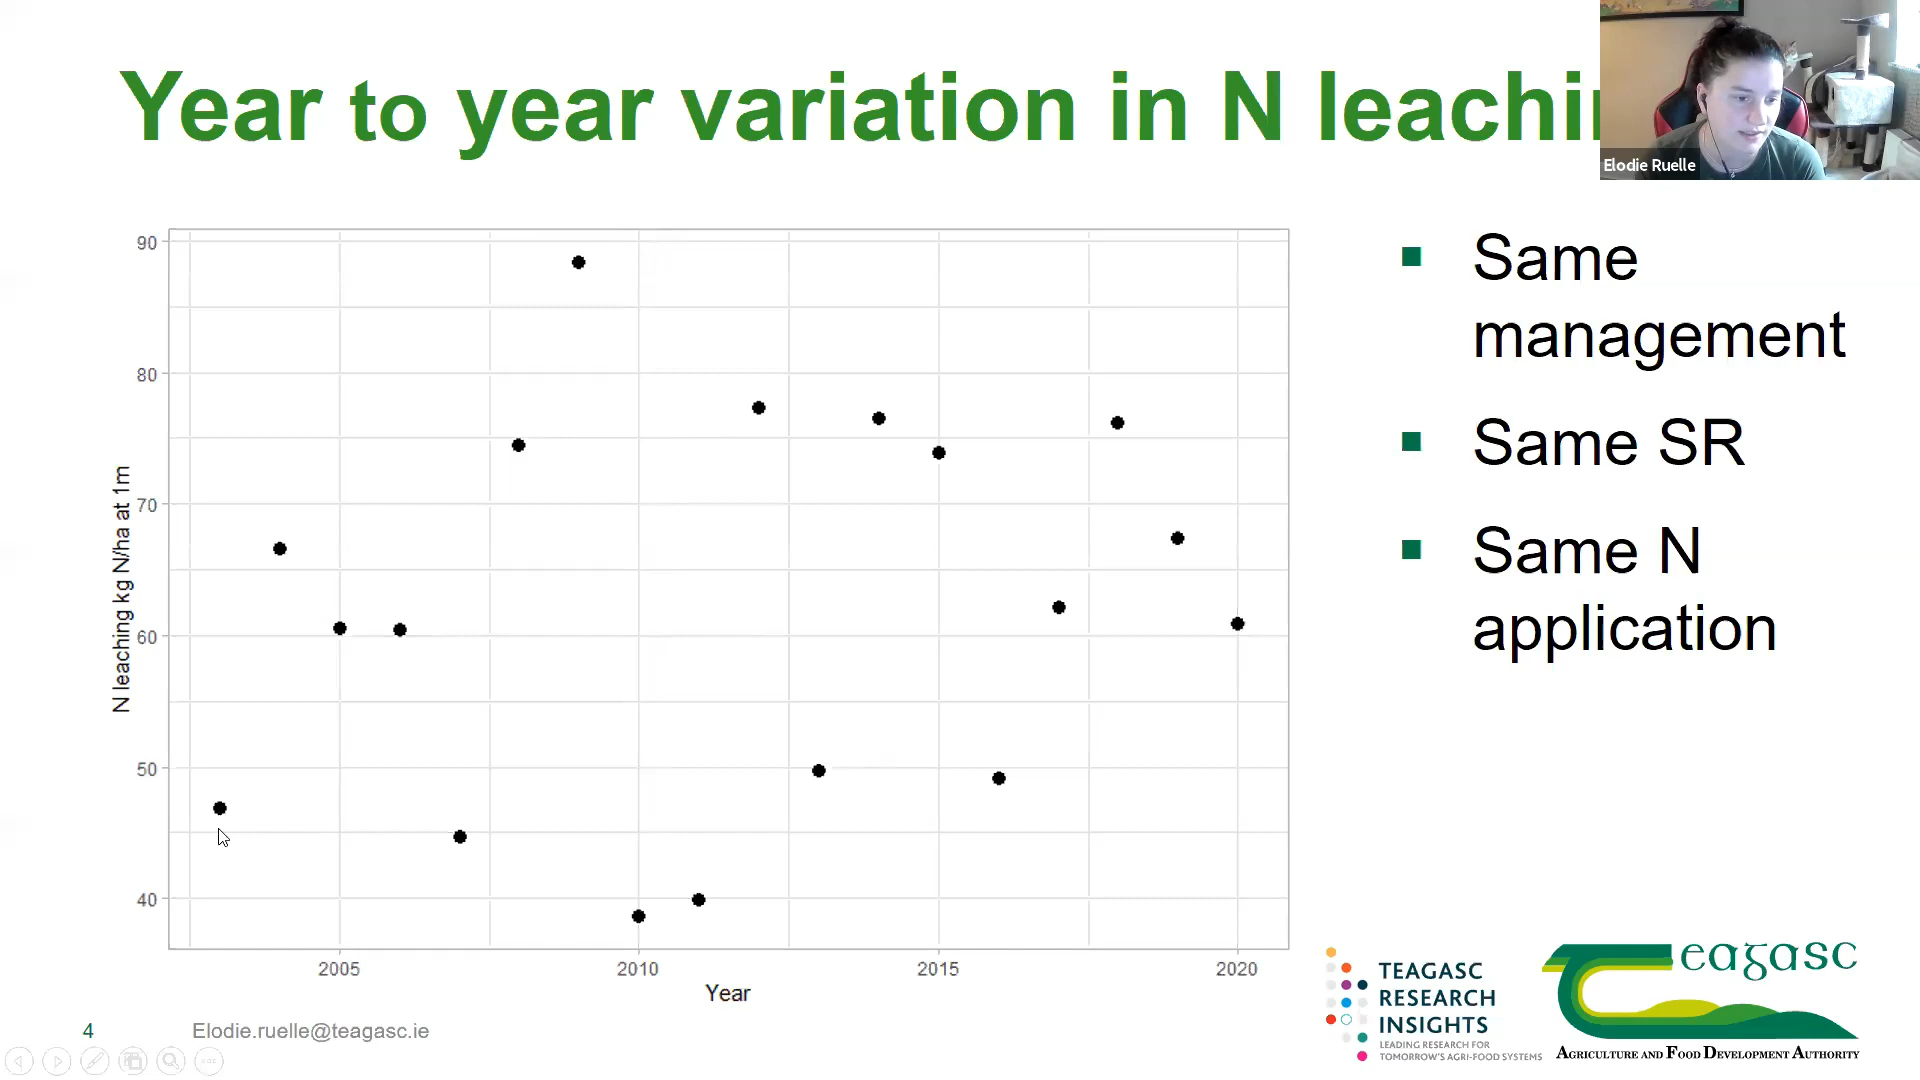 Year to year variation in N leachi
Elodie Ruelle
90
80
70
60
50
40
N leaching kg N/ha at 1m
2005 2010 2015 2020
Year
Same
management
Same SR
Same N
application
4 Elodie.ruelle@teagasc.ie
TEAGASC
RESEARCH
INSIGHTS
LEADING RESEARCH FOR
TOMORROW'S AGRI-FOOD SYSTEMS
eagasc
AGRICULTURE AND FOOD DEVELOPMENT AUTHORITY